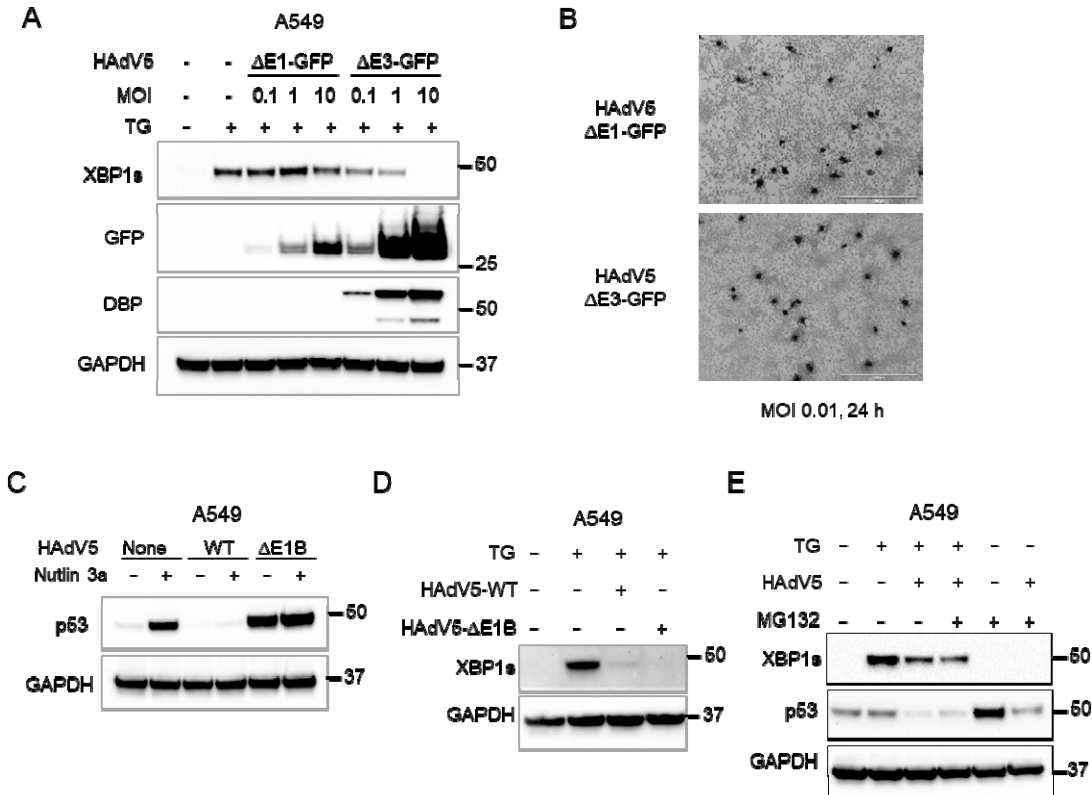 A
A549
HAdV5 - - ΔE1-GFP ΔE3-GFP
MOI - - 0.1 1 10 0.1 1 10
TG - + + + + + + +
XBP1s 50
GFP 25
DBP 50
GAPDH 37
B
HAdV5
ΔE1-GFP
HAdV5
ΔE3-GFP
MOI 0.01, 24 h
C
A549
HAdV5 None WT ΔE1B
Nutlin 3a - + - + - +
p53 50
GAPDH 37
D
A549
TG - + + +
HAdV5-WT - - + -
HAdV5-ΔE1B - - - +
XBP1s 50
GAPDH 37
E
A549
TG - + + + - -
HAdV5 - - + + - +
MG132 - - - + + +
XBP1s 50
p53 50
GAPDH 37